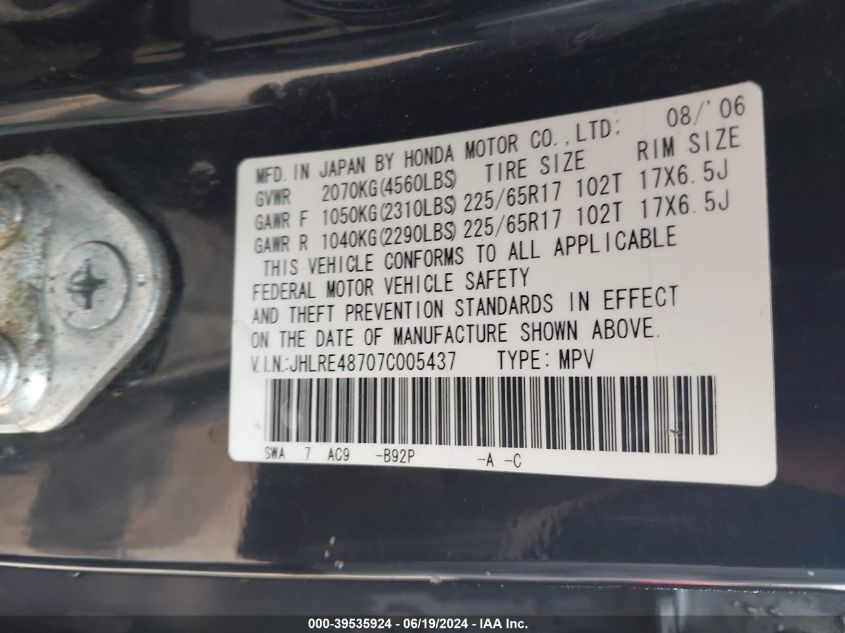 MFD. IN JAPAN BY HONDA MOTOR CO., LTD: 08/'06
GVWR 2070KG(4560LBS) TIRE SIZE RIM SIZE
GAWR F 1050KG(2310LBS) 225/65R17 102T 17X6.5J
GAWR R 1040KG(2290LBS) 225/65R17 102T 17X6.5J
THIS VEHICLE CONFORMS TO ALL APPLICABLE
FEDERAL MOTOR VEHICLE SAFETY
AND THEFT PREVENTION STANDARDS IN EFFECT
ON THE DATE OF MANUFACTURE SHOWN ABOVE.
V.I.N:JHLRE48707C005437 TYPE: MPV
SWA 7 AC9 -B92P -A -C
000-39535924 - 06/19/2024 - IAA Inc.